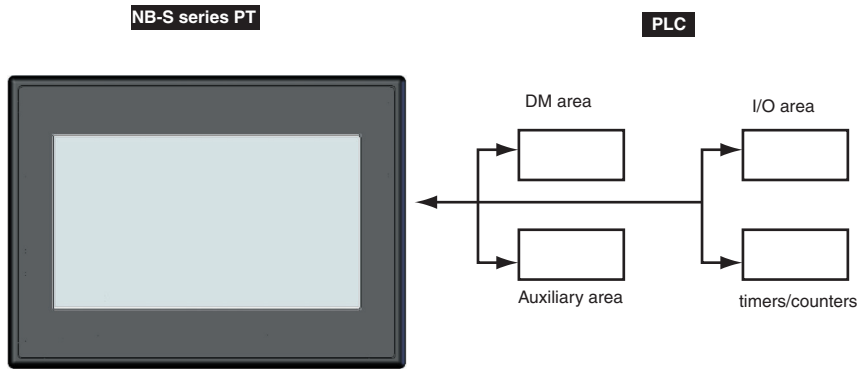 NB-S series PT
PLC
DM area
I/O area
Auxiliary area
timers/counters